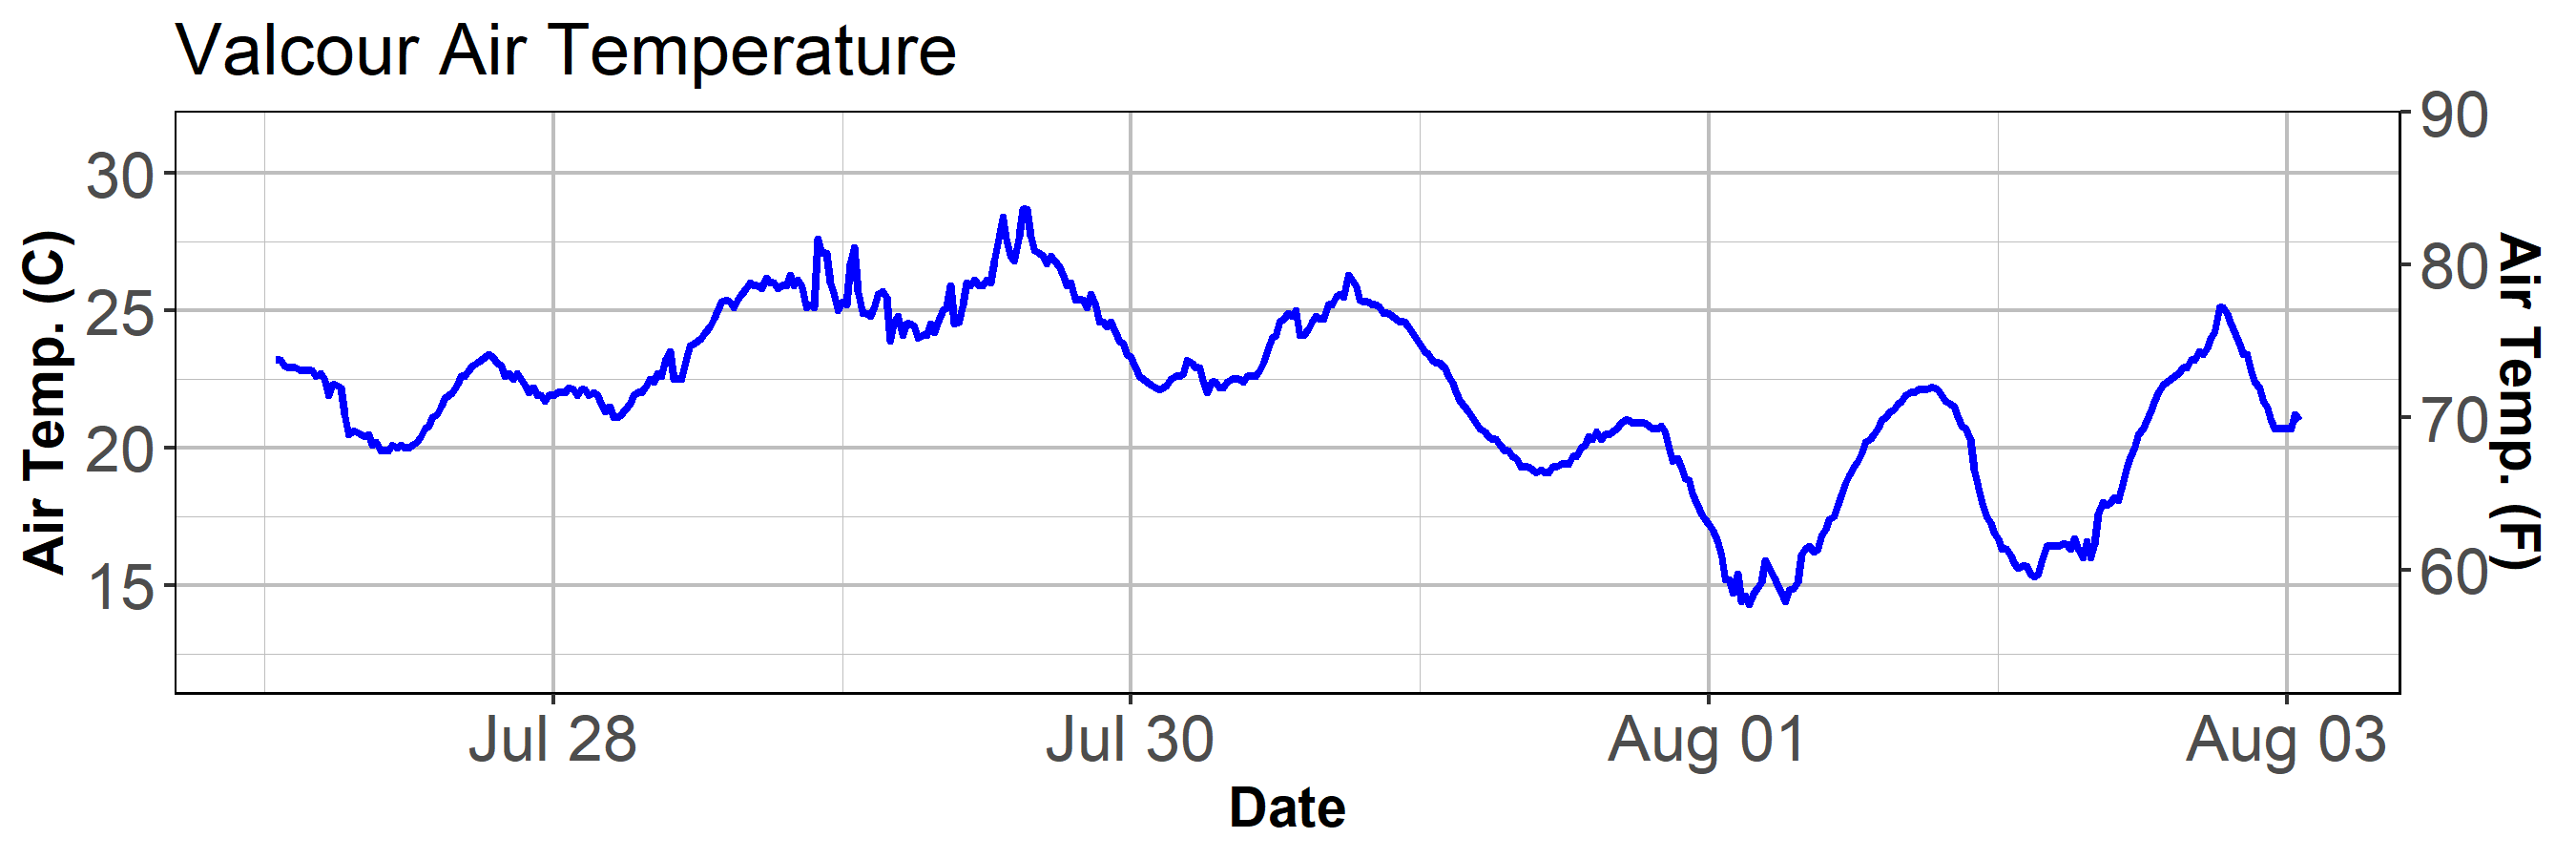 Valcour Air Temperature
Air Temp. (C)
30
25
20
15
90
80
70
60
Air Temp. (F)
Jul 28 Jul 30 Aug 01 Aug 03
Date